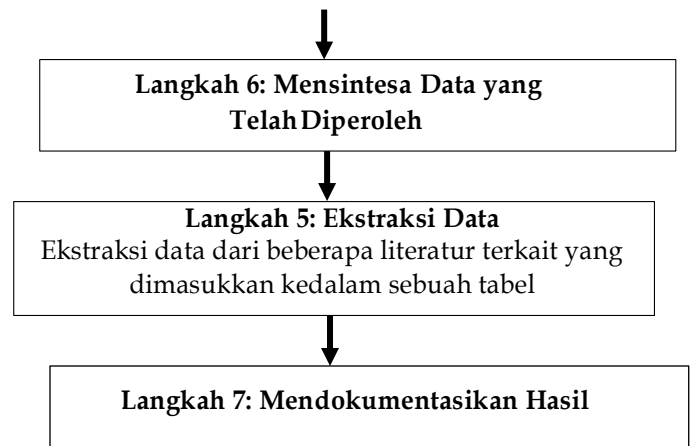 Langkah 6: Mensintesa Data yang
Telah Diperoleh
Langkah 5: Ekstraksi Data
Ekstraksi data dari beberapa literatur terkait yang
dimasukkan kedalam sebuah tabel
Langkah 7: Mendokumentasikan Hasil